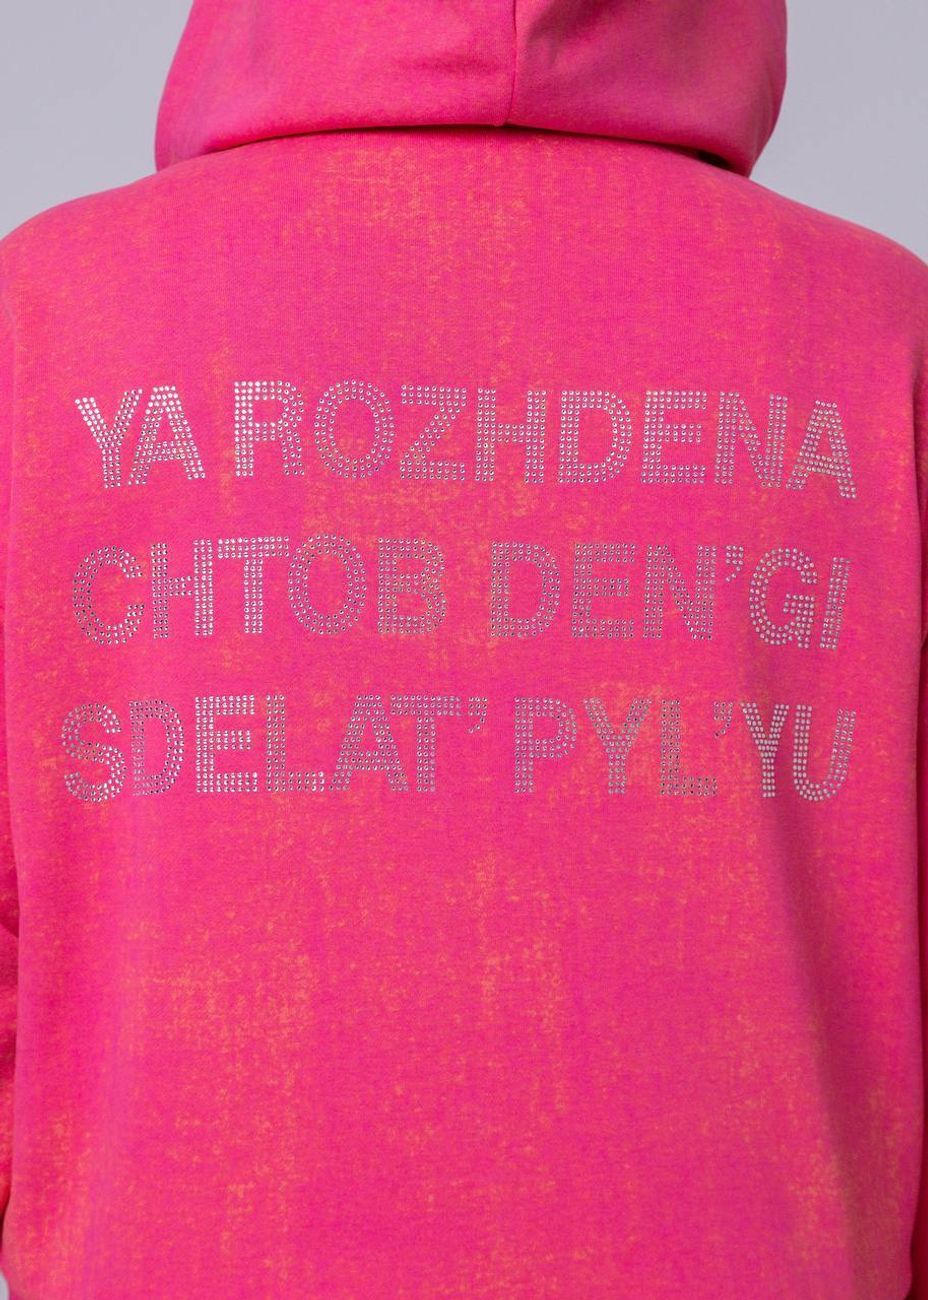 YA ROZHDENA
CHTOB DEN'GI
SDELAT' PYL'YU